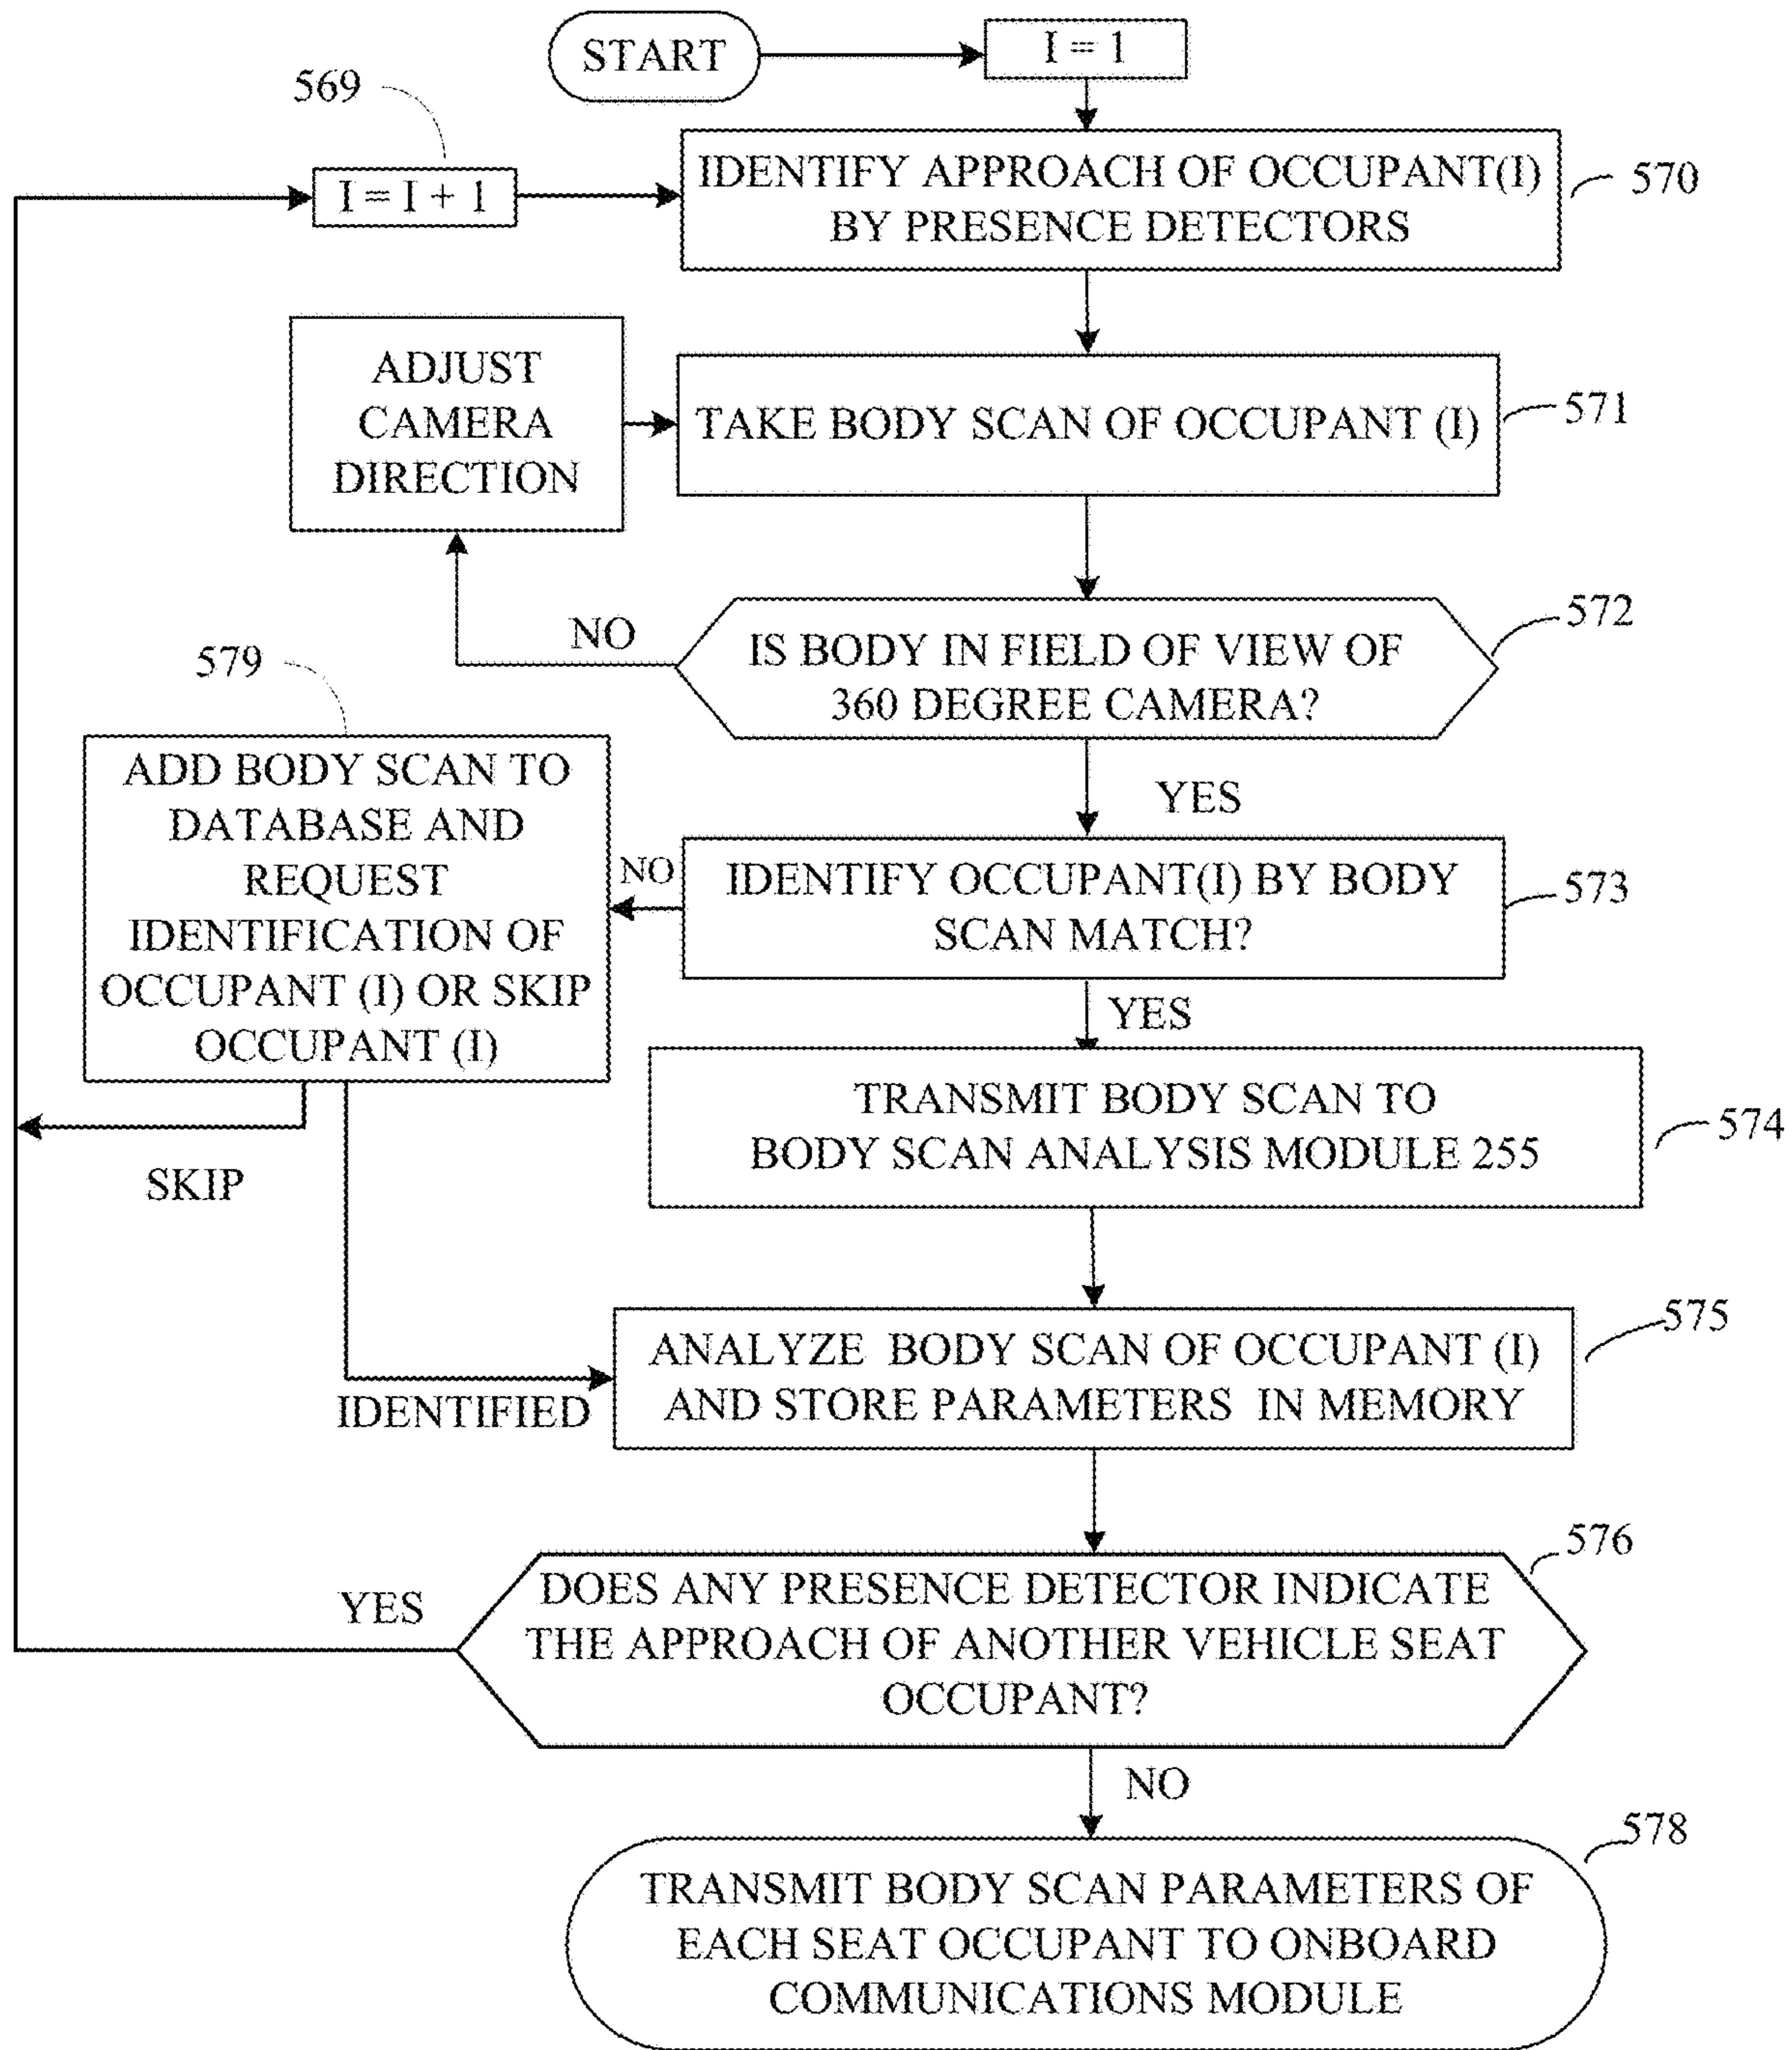 START
I = 1
569
I = I + 1
IDENTIFY APPROACH OF OCCUPANT(I)
BY PRESENCE DETECTORS
570
ADJUST
CAMERA
DIRECTION
TAKE BODY SCAN OF OCCUPANT (I)
571
NO
IS BODY IN FIELD OF VIEW OF
360 DEGREE CAMERA?
572
579
YES
ADD BODY SCAN TO
DATABASE AND
REQUEST
IDENTIFICATION OF
OCCUPANT (I) OR SKIP
OCCUPANT (I)
NO
IDENTIFY OCCUPANT(I) BY BODY
SCAN MATCH?
573
YES
TRANSMIT BODY SCAN TO
BODY SCAN ANALYSIS MODULE 255
574
SKIP
IDENTIFIED
ANALYZE BODY SCAN OF OCCUPANT (I)
AND STORE PARAMETERS IN MEMORY
575
YES
DOES ANY PRESENCE DETECTOR INDICATE
THE APPROACH OF ANOTHER VEHICLE SEAT
OCCUPANT?
576
NO
TRANSMIT BODY SCAN PARAMETERS OF
EACH SEAT OCCUPANT TO ONBOARD
COMMUNICATIONS MODULE
578